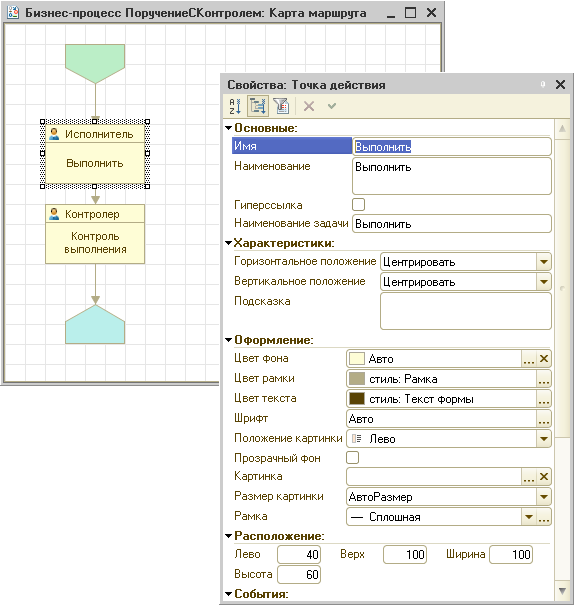 Бизнес-процесс ПоручениеСКонтролем: Карта маршрута
Исполнитель
Выполнить
Контролер
Контроль
выполнения
Свойства: Точка действия
Основные:
Имя Выполнить
Наименование Выполнить
Гиперссылка
Наименование задачи Выполнить
Характеристики:
Горизонтальное положение Центрировать
Вертикальное положение Центрировать
Подсказка
Оформление:
Цвет фона Авто ...
Цвет рамки стиль: Рамка ...
Цвет текста стиль: Текст формы ...
Шрифт Авто ...
Положение картинки Лево
Прозрачный фон
Картинка ...
Размер картинки АвтоРазмер
Рамка Сплошная ...
Расположение:
Лево 40 Верх 100 Ширина 100
Высота 60
События: